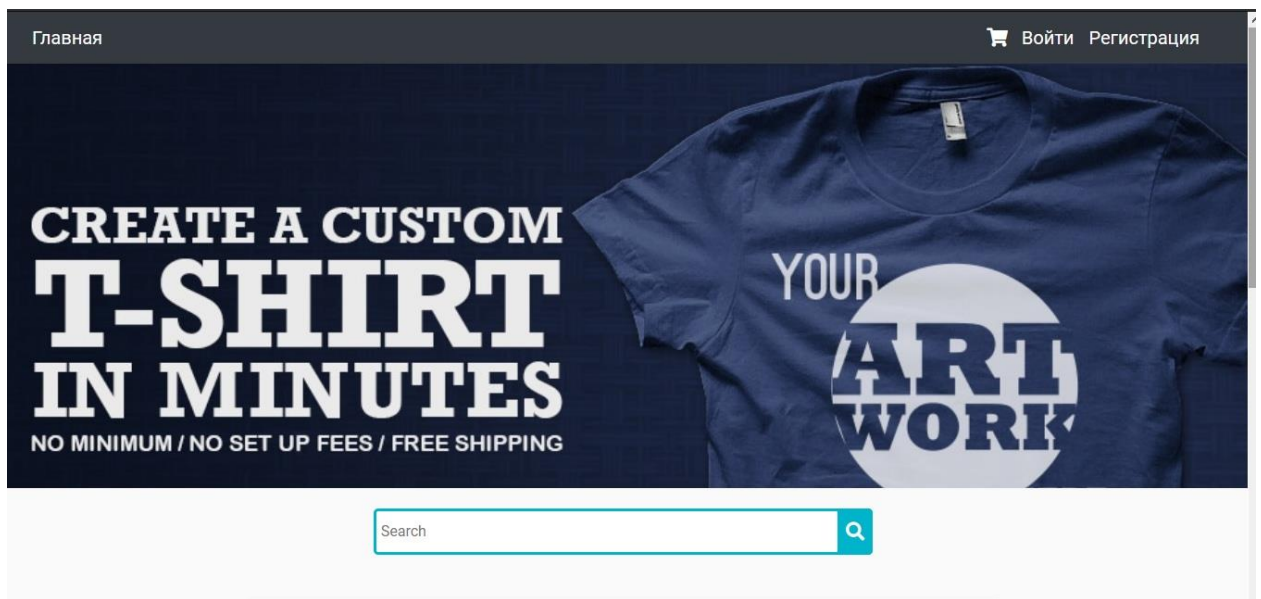 Главная
Войти Регистрация
CREATE A CUSTOM
T-SHIRT
IN MINUTES
NO MINIMUM / NO SET UP FEES / FREE SHIPPING
YOUR
ART
WORK
Search